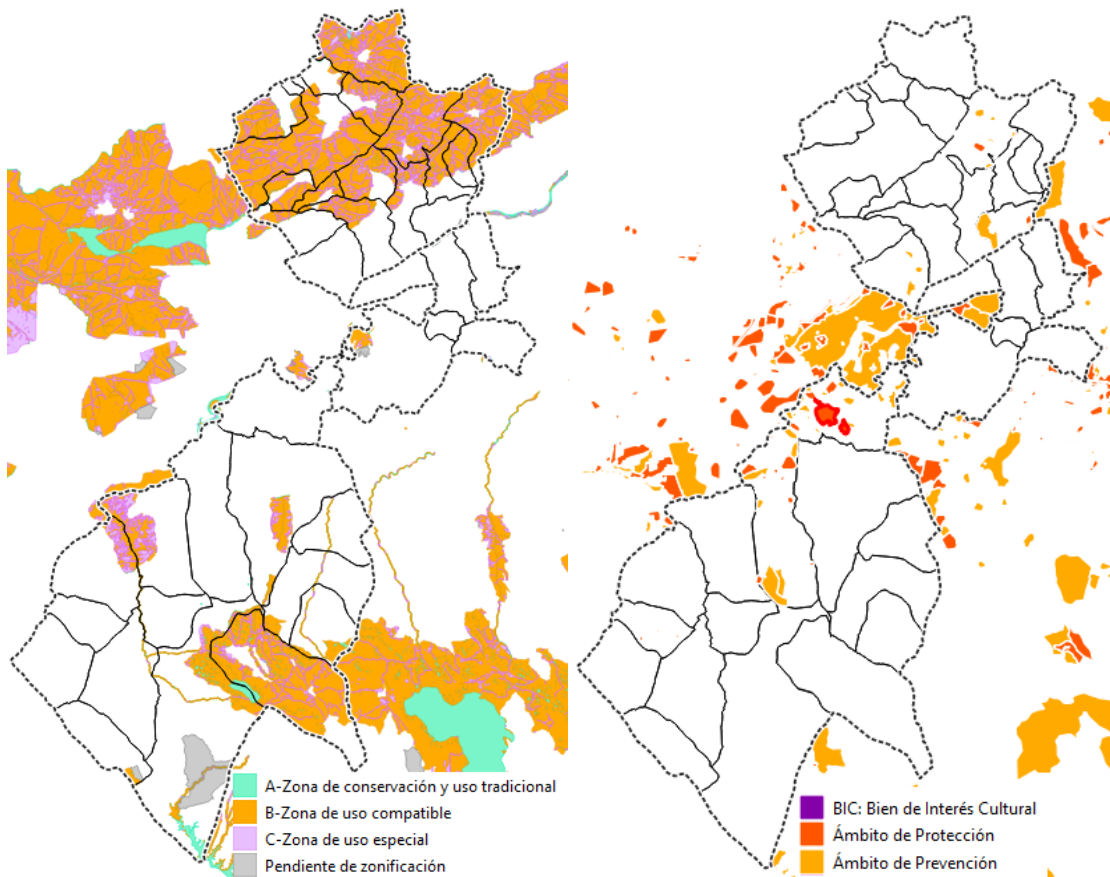 A-Zona de conservación y uso tradicional
B-Zona de uso compatible
C-Zona de uso especial
Pendiente de zonificación
BIC: Bien de Interés Cultural
Ámbito de Protección
Ámbito de Prevención